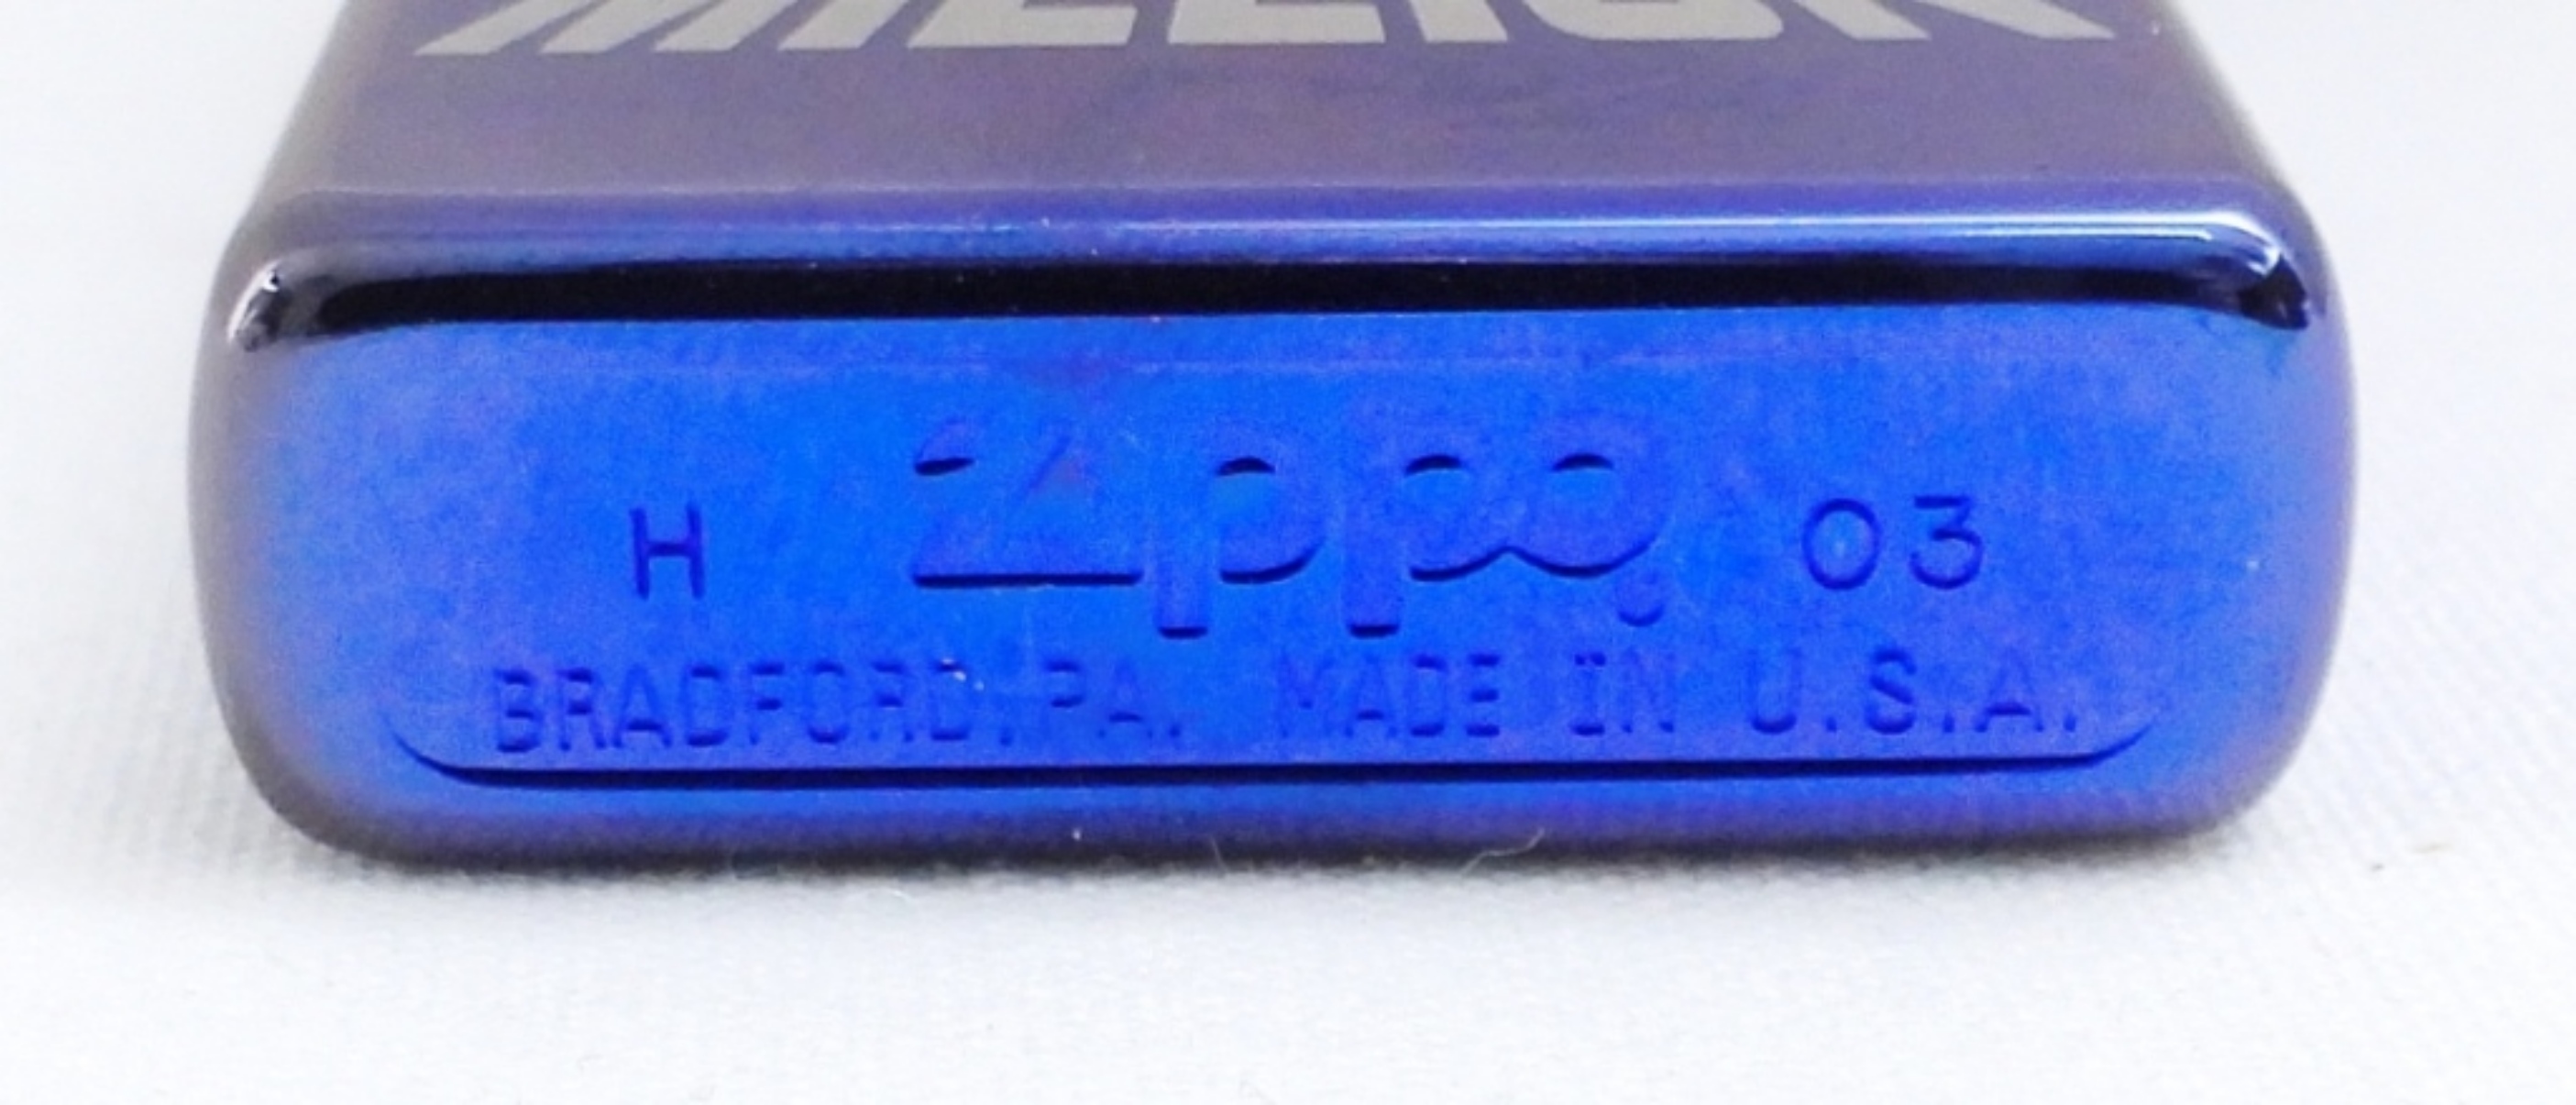 H Zippo 03
BRADFORD, PA. MADE IN U.S.A.